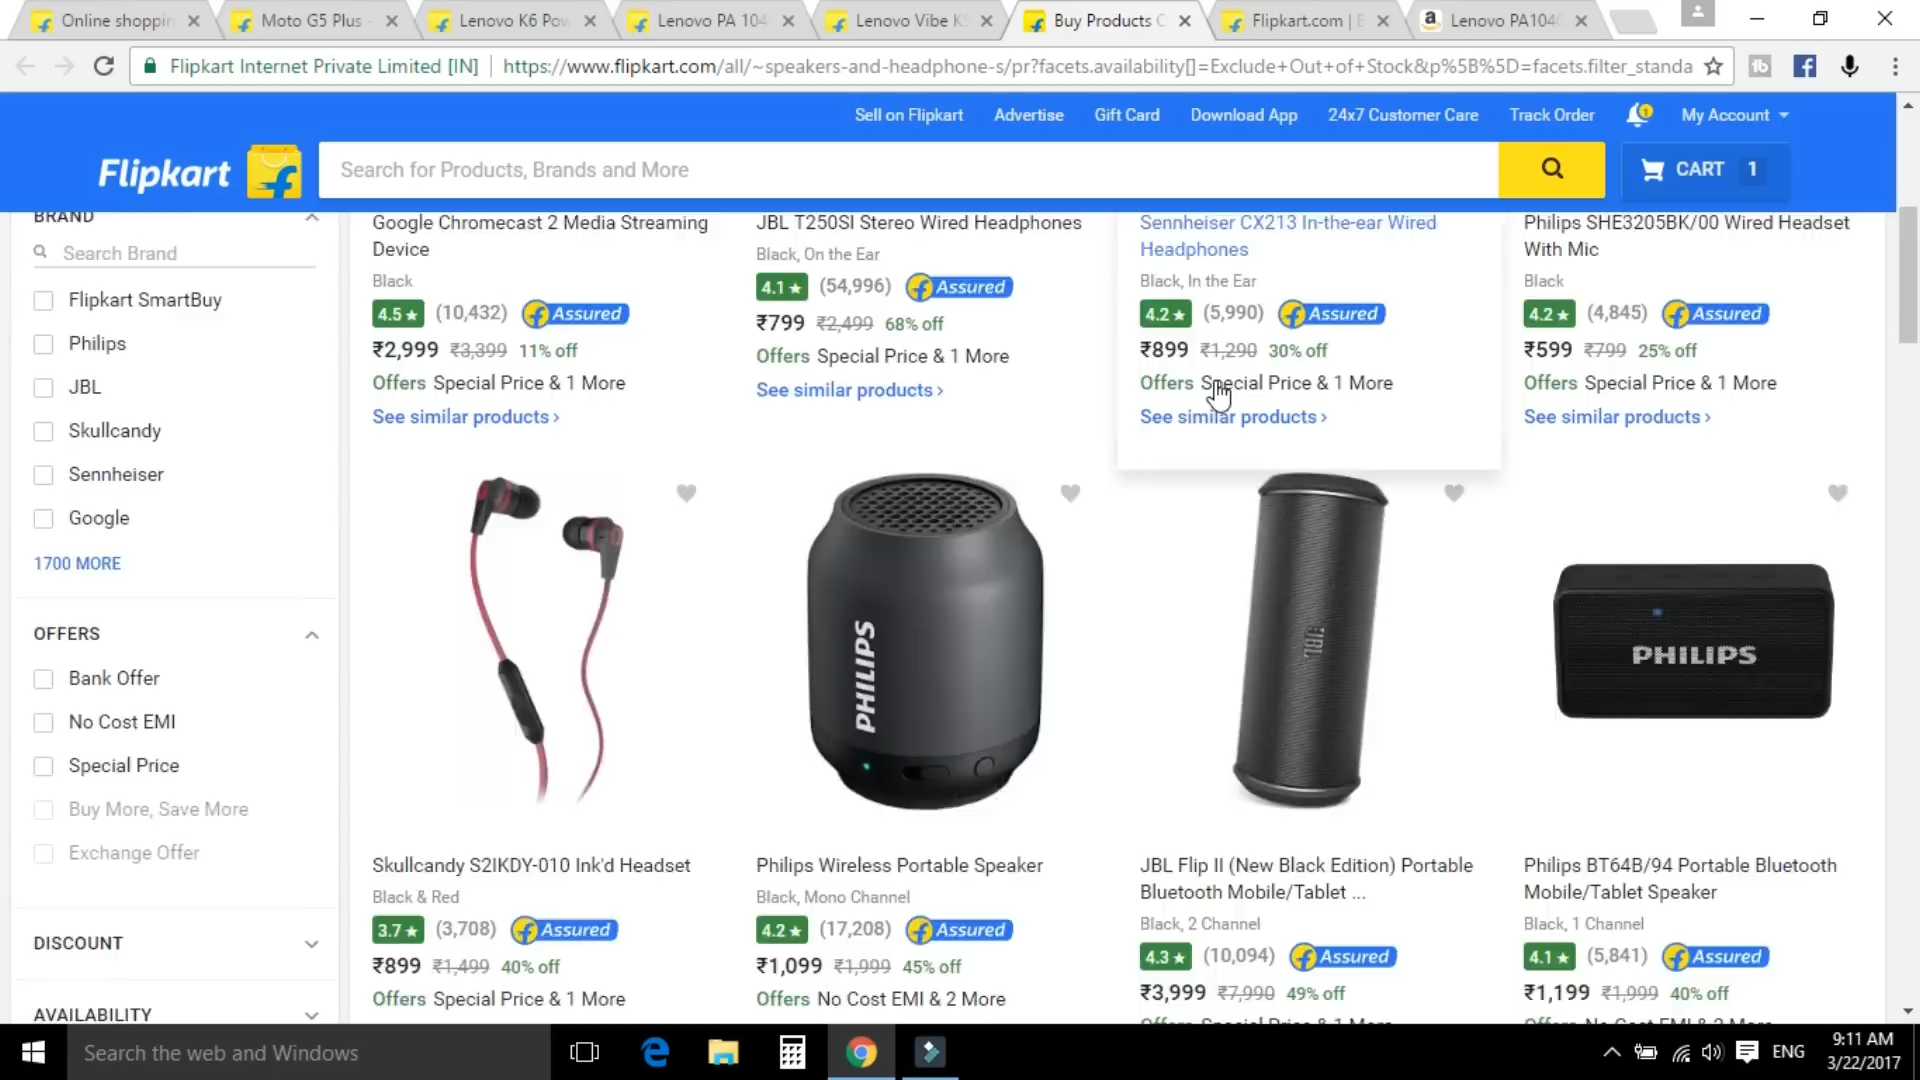 Online shoppin
Moto G5 Plus -
Lenovo K6 Pow
Lenovo PA 104
Lenovo Vibe K5
Buy Products O
Flipkart.com | B
Lenovo PA1040
Flipkart Internet Private Limited [IN]
https://www.flipkart.com/all/~speakers-and-headphone-s/pr?facets.availability[]=Exclude+Out+of+Stock&p%5B%5D=facets.filter_standa
Sell on Flipkart
Advertise
Gift Card
Download App
24x7 Customer Care
Track Order
1
My Account
Flipkart
Search for Products, Brands and More
CART 1
BRAND
Search Brand
Flipkart SmartBuy
Philips
JBL
Skullcandy
Sennheiser
Google
1700 MORE
OFFERS
Bank Offer
No Cost EMI
Special Price
Buy More, Save More
Exchange Offer
DISCOUNT
AVAILABILITY
Google Chromecast 2 Media Streaming
Device
Black
4.5★ (10,432) Assured
₹2,999 ₹3,399 11% off
Offers Special Price & 1 More
See similar products ›
JBL T250SI Stereo Wired Headphones
Black, On the Ear
4.1★ (54,996) Assured
₹799 ₹2,499 68% off
Offers Special Price & 1 More
See similar products ›
Sennheiser CX213 In-the-ear Wired
Headphones
Black, In the Ear
4.2★ (5,990) Assured
₹899 ₹1,290 30% off
Offers Special Price & 1 More
See similar products ›
Philips SHE3205BK/00 Wired Headset
With Mic
Black
4.2★ (4,845) Assured
₹599 ₹799 25% off
Offers Special Price & 1 More
See similar products ›
PHILIPS
JBL
PHILIPS
Skullcandy S2IKDY-010 Ink'd Headset
Black & Red
3.7★ (3,708) Assured
₹899 ₹1,499 40% off
Offers Special Price & 1 More
Philips Wireless Portable Speaker
Black, Mono Channel
4.2★ (17,208) Assured
₹1,099 ₹1,999 45% off
Offers No Cost EMI & 2 More
JBL Flip II (New Black Edition) Portable
Bluetooth Mobile/Tablet ...
Black, 2 Channel
4.3★ (10,094) Assured
₹3,999 ₹7,990 49% off
Offers Special Price & 1 More
Philips BT64B/94 Portable Bluetooth
Mobile/Tablet Speaker
Black, 1 Channel
4.1★ (5,841) Assured
₹1,199 ₹1,999 40% off
Offers No Cost EMI & 2 More
Search the web and Windows
ENG
9:11 AM
3/22/2017